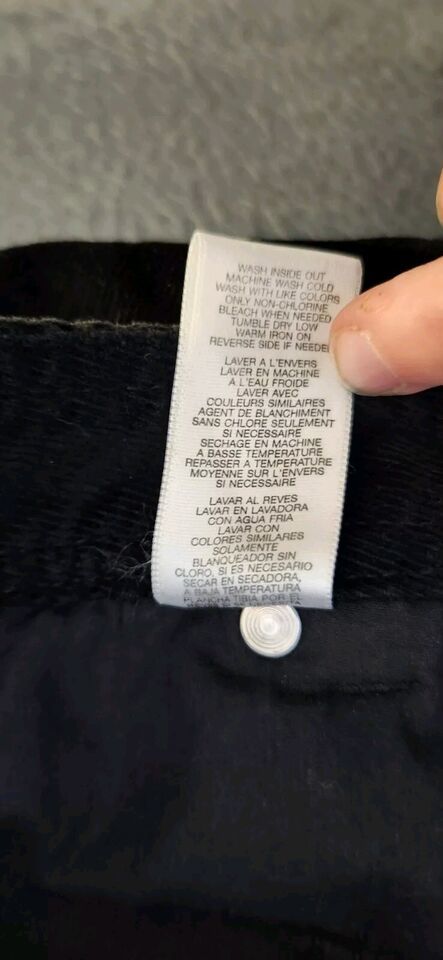 WASH INSIDE OUT
MACHINE WASH COLD
WASH WITH LIKE COLORS
ONLY NON-CHLORINE
BLEACH WHEN NEEDED
TUMBLE DRY LOW
WARM IRON ON
REVERSE SIDE IF NEEDED
LAVER A L'ENVERS
LAVER EN MACHINE
A L'EAU FROIDE
LAVER AVEC
COULEURS SIMILAIRES
AGENT DE BLANCHIMENT
SANS CHLORE SEULEMENT
SI NECESSAIRE
SECHAGE EN MACHINE
A BASSE TEMPERATURE
REPASSER A TEMPERATURE
MOYENNE SUR L'ENVERS
SI NECESSAIRE
LAVAR AL REVES
LAVAR EN LAVADORA
CON AGUA FRIA
LAVAR CON
COLORES SIMILARES
SOLAMENTE
BLANQUEADOR SIN
CLORO, SI ES NECESARIO
SECAR EN SECADORA,
A BAJA TEMPERATURA
PLANCHA TIBIA POR EL